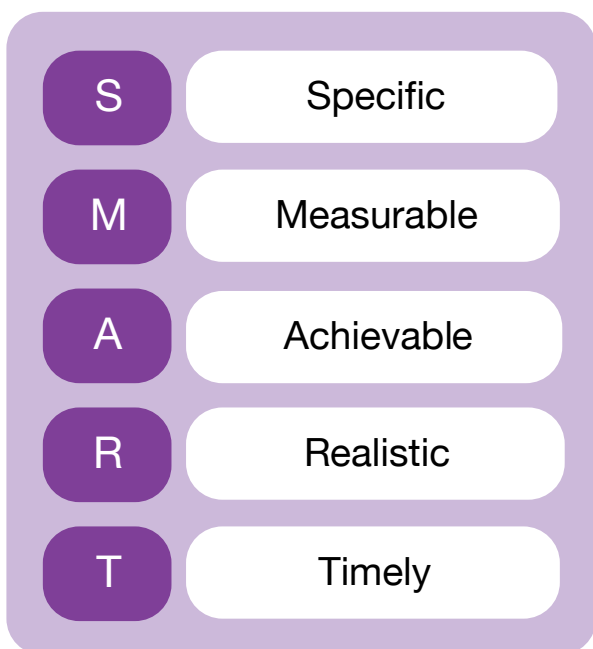 S Specific
M Measurable
A Achievable
R Realistic
T Timely